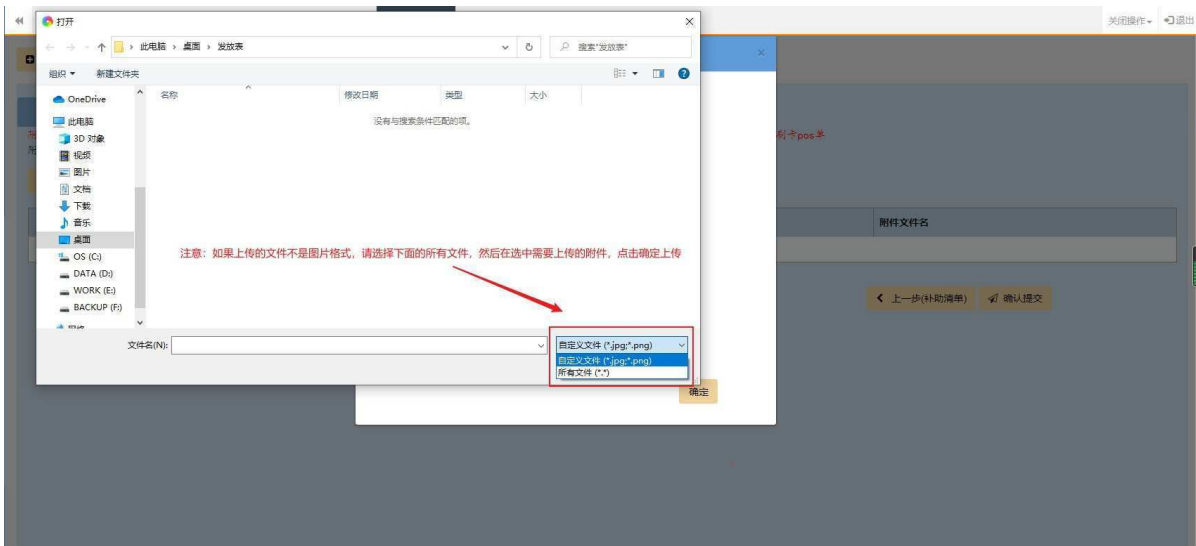 打开
关闭操作 退出
此电脑 › 桌面 › 发放表
搜索"发放表"
组织 新建文件夹
名称 修改日期 类型 大小
没有与搜索条件匹配的项。
OneDrive
此电脑
3D 对象
视频
图片
文档
下载
音乐
桌面
OS (C:)
DATA (D:)
WORK (E:)
BACKUP (F:)
刷卡pos单
附件文件名
注意：如果上传的文件不是图片格式，请选择下面的所有文件，然后在选中需要上传的附件，点击确定上传
上一步(补助清单) 确认提交
文件名(N):
自定义文件 (*.jpg;*.png)
自定义文件 (*.jpg;*.png)
所有文件 (*.*)
确定